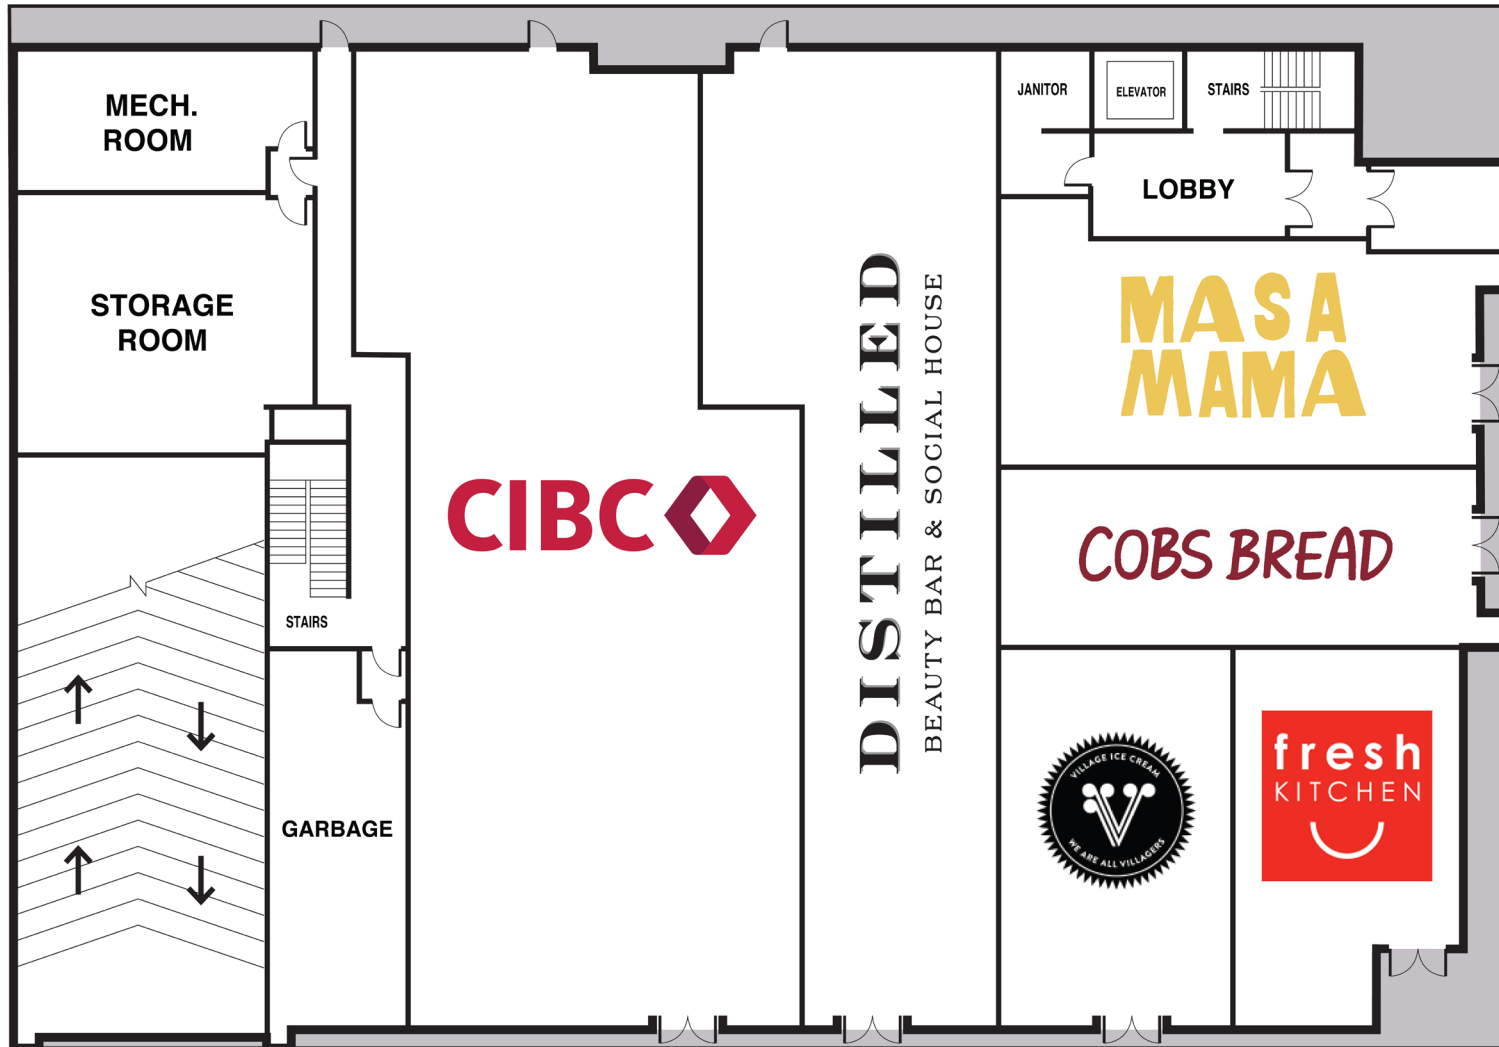 MECH.
ROOM
STORAGE
ROOM
STAIRS
GARBAGE
CIBC
DISTILLED
BEAUTY BAR & SOCIAL HOUSE
JANITOR
ELEVATOR
STAIRS
LOBBY
MASA
MAMA
COBS BREAD
VILLAGE ICE CREAM
V
WE ARE ALL VILLAGERS
fresh
KITCHEN